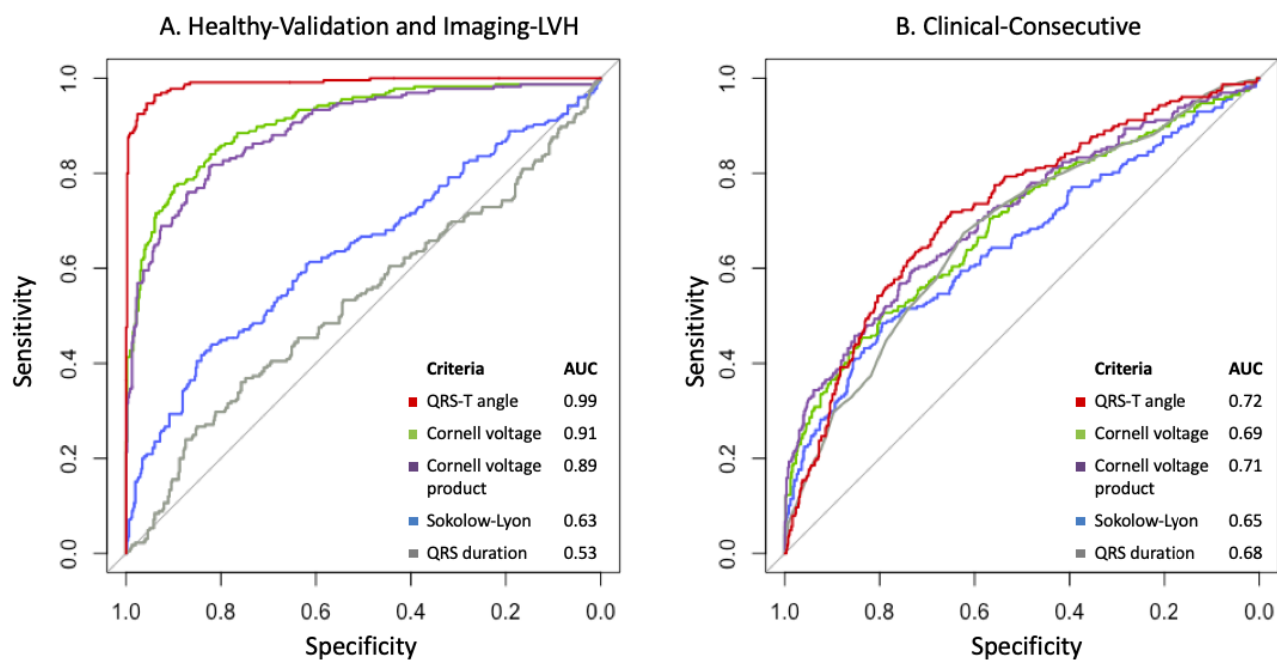 A. Healthy-Validation and Imaging-LVH
Sensitivity
1.0
0.8
0.6
0.4
0.2
0.0
Criteria AUC
QRS-T angle 0.99
Cornell voltage 0.91
Cornell voltage 0.89
product
Sokolow-Lyon 0.63
QRS duration 0.53
1.0 0.8 0.6 0.4 0.2 0.0
Specificity
B. Clinical-Consecutive
Sensitivity
1.0
0.8
0.6
0.4
0.2
0.0
Criteria AUC
QRS-T angle 0.72
Cornell voltage 0.69
Cornell voltage 0.71
product
Sokolow-Lyon 0.65
QRS duration 0.68
1.0 0.8 0.6 0.4 0.2 0.0
Specificity